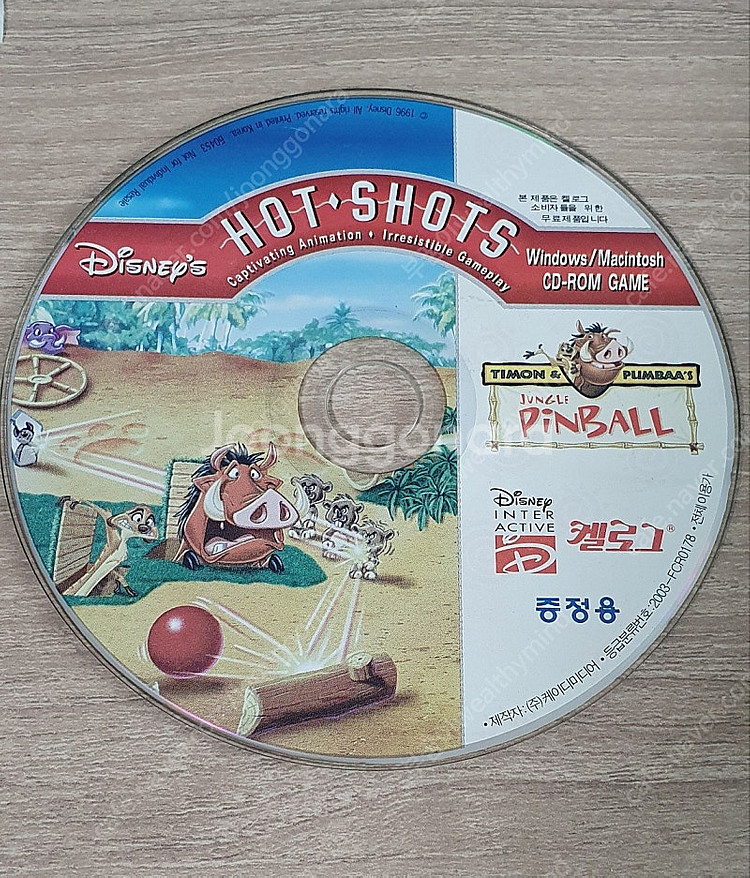 © 1996 Disney. All rights reserved. Printed in Korea. 60453 Not for Individual Resale
HOT SHOTS
Captivating Animation • Irresistible Gameplay
DISNEY'S
본 제품은 켈로그
소비자들을 위한
무료제품입니다
Windows/Macintosh
CD-ROM GAME
TIMON & PUMBAA'S
JUNGLE
PINBALL
Disney
INTER
ACTIVE
켈로그®
증정용
• 제작자:(주)케이디미디어 • 등급분류번호:2003-FCR0178 • 전체이용가
Joonggonara